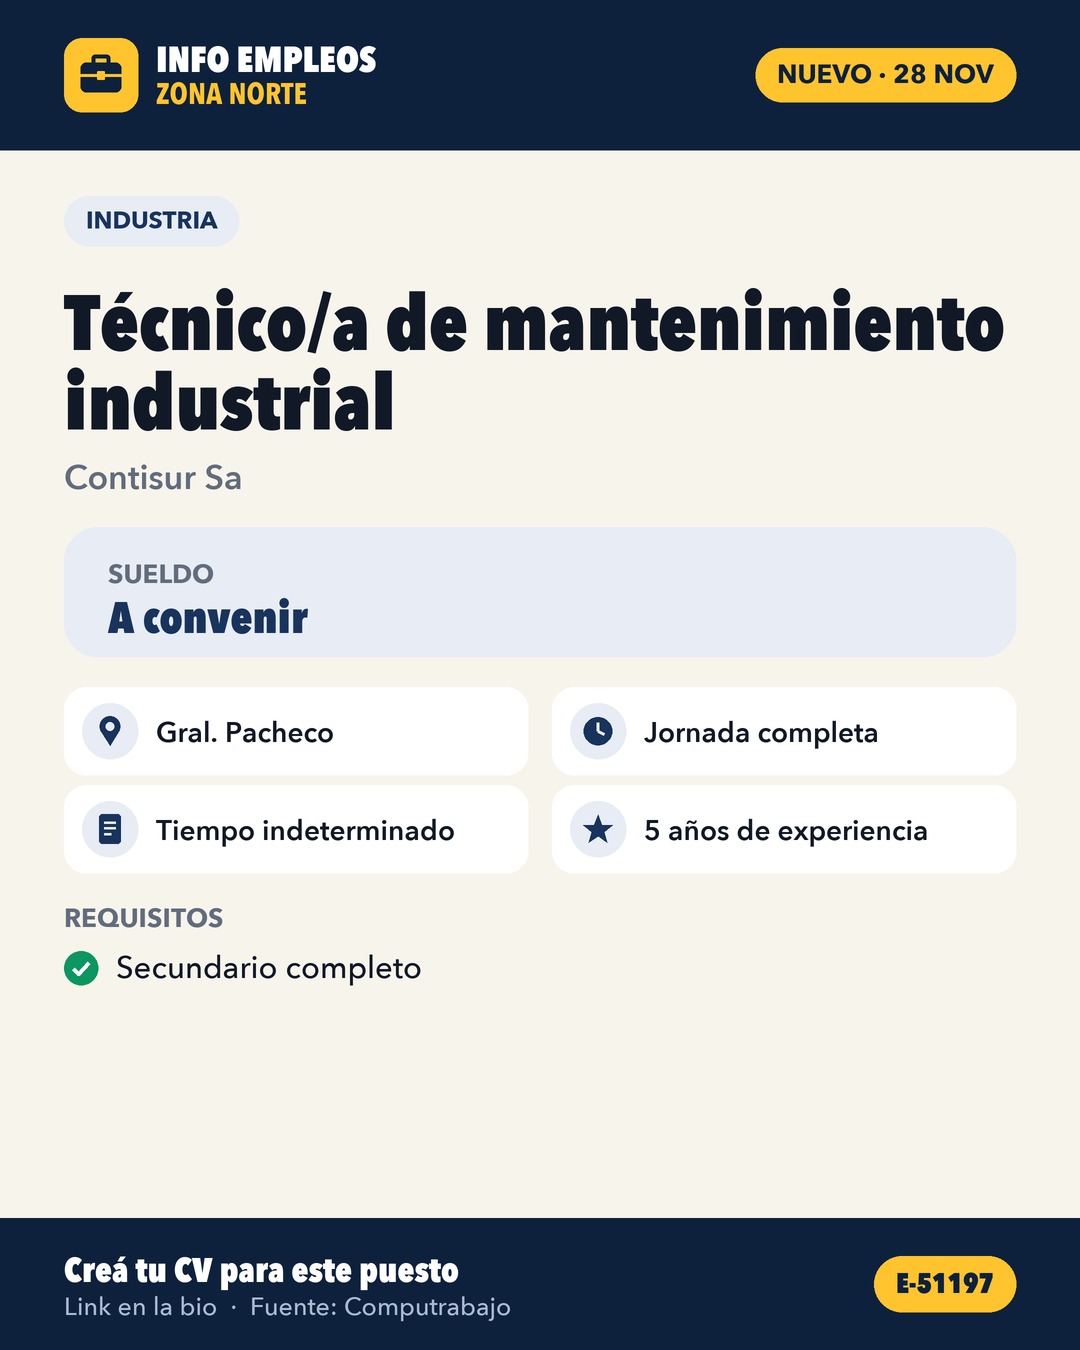 INFO EMPLEOS
ZONA NORTE
NUEVO · 28 NOV
INDUSTRIA
Técnico/a de mantenimiento
industrial
Contisur Sa
SUELDO
A convenir
Gral. Pacheco
Jornada completa
Tiempo indeterminado
5 años de experiencia
REQUISITOS
Secundario completo
Creá tu CV para este puesto
Link en la bio · Fuente: Computrabajo
E-51197